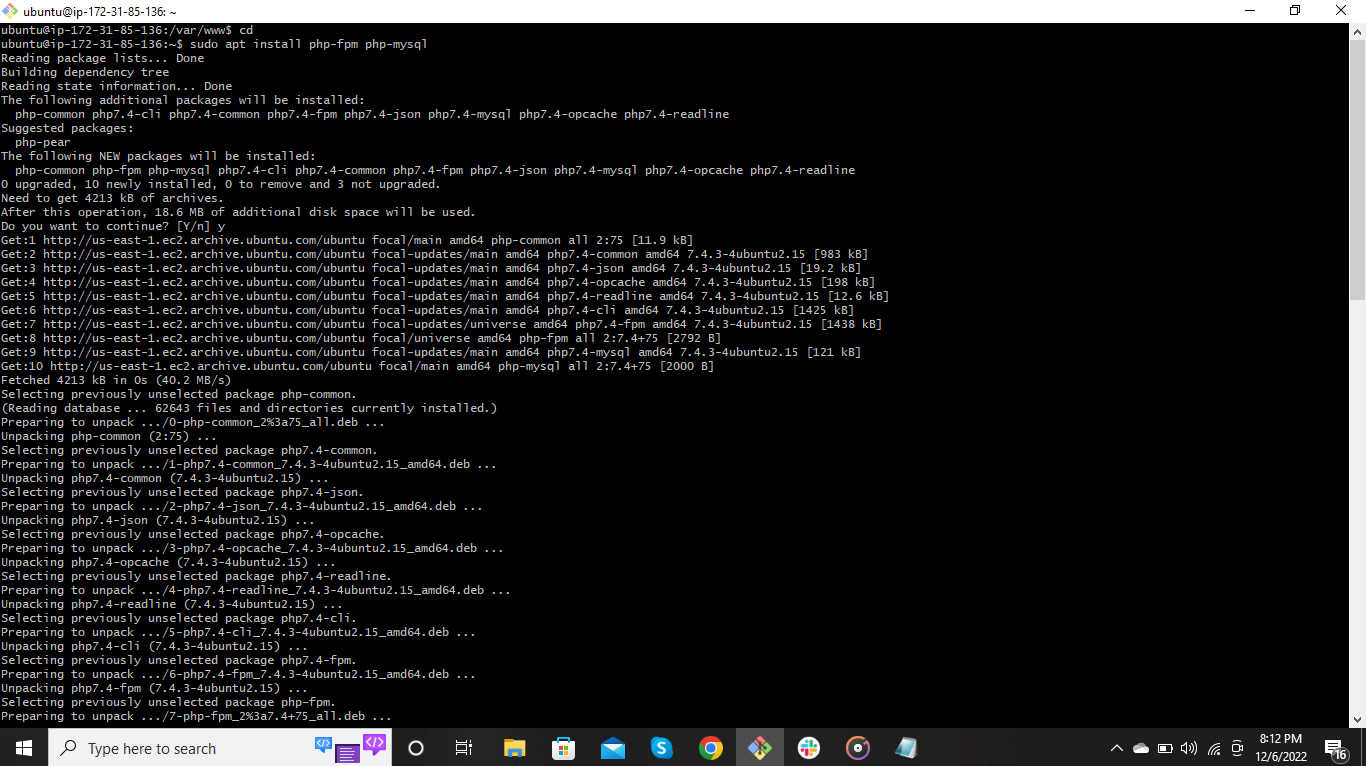 ubuntu@ip-172-31-85-136: ~
ubuntu@ip-172-31-85-136:/var/www$ cd
ubuntu@ip-172-31-85-136:~$ sudo apt install php-fpm php-mysql
Reading package lists... Done
Building dependency tree
Reading state information... Done
The following additional packages will be installed:
  php-common php7.4-cli php7.4-common php7.4-fpm php7.4-json php7.4-mysql php7.4-opcache php7.4-readline
Suggested packages:
  php-pear
The following NEW packages will be installed:
  php-common php-fpm php-mysql php7.4-cli php7.4-common php7.4-fpm php7.4-json php7.4-mysql php7.4-opcache php7.4-readline
0 upgraded, 10 newly installed, 0 to remove and 3 not upgraded.
Need to get 4213 kB of archives.
After this operation, 18.6 MB of additional disk space will be used.
Do you want to continue? [Y/n] y
Get:1 http://us-east-1.ec2.archive.ubuntu.com/ubuntu focal/main amd64 php-common all 2:75 [11.9 kB]
Get:2 http://us-east-1.ec2.archive.ubuntu.com/ubuntu focal-updates/main amd64 php7.4-common amd64 7.4.3-4ubuntu2.15 [983 kB]
Get:3 http://us-east-1.ec2.archive.ubuntu.com/ubuntu focal-updates/main amd64 php7.4-json amd64 7.4.3-4ubuntu2.15 [19.2 kB]
Get:4 http://us-east-1.ec2.archive.ubuntu.com/ubuntu focal-updates/main amd64 php7.4-opcache amd64 7.4.3-4ubuntu2.15 [198 kB]
Get:5 http://us-east-1.ec2.archive.ubuntu.com/ubuntu focal-updates/main amd64 php7.4-readline amd64 7.4.3-4ubuntu2.15 [12.6 kB]
Get:6 http://us-east-1.ec2.archive.ubuntu.com/ubuntu focal-updates/main amd64 php7.4-cli amd64 7.4.3-4ubuntu2.15 [1425 kB]
Get:7 http://us-east-1.ec2.archive.ubuntu.com/ubuntu focal-updates/universe amd64 php7.4-fpm amd64 7.4.3-4ubuntu2.15 [1438 kB]
Get:8 http://us-east-1.ec2.archive.ubuntu.com/ubuntu focal/universe amd64 php-fpm all 2:7.4+75 [2792 B]
Get:9 http://us-east-1.ec2.archive.ubuntu.com/ubuntu focal-updates/main amd64 php7.4-mysql amd64 7.4.3-4ubuntu2.15 [121 kB]
Get:10 http://us-east-1.ec2.archive.ubuntu.com/ubuntu focal/main amd64 php-mysql all 2:7.4+75 [2000 B]
Fetched 4213 kB in 0s (40.2 MB/s)
Selecting previously unselected package php-common.
(Reading database ... 62643 files and directories currently installed.)
Preparing to unpack .../0-php-common_2%3a75_all.deb ...
Unpacking php-common (2:75) ...
Selecting previously unselected package php7.4-common.
Preparing to unpack .../1-php7.4-common_7.4.3-4ubuntu2.15_amd64.deb ...
Unpacking php7.4-common (7.4.3-4ubuntu2.15) ...
Selecting previously unselected package php7.4-json.
Preparing to unpack .../2-php7.4-json_7.4.3-4ubuntu2.15_amd64.deb ...
Unpacking php7.4-json (7.4.3-4ubuntu2.15) ...
Selecting previously unselected package php7.4-opcache.
Preparing to unpack .../3-php7.4-opcache_7.4.3-4ubuntu2.15_amd64.deb ...
Unpacking php7.4-opcache (7.4.3-4ubuntu2.15) ...
Selecting previously unselected package php7.4-readline.
Preparing to unpack .../4-php7.4-readline_7.4.3-4ubuntu2.15_amd64.deb ...
Unpacking php7.4-readline (7.4.3-4ubuntu2.15) ...
Selecting previously unselected package php7.4-cli.
Preparing to unpack .../5-php7.4-cli_7.4.3-4ubuntu2.15_amd64.deb ...
Unpacking php7.4-cli (7.4.3-4ubuntu2.15) ...
Selecting previously unselected package php7.4-fpm.
Preparing to unpack .../6-php7.4-fpm_7.4.3-4ubuntu2.15_amd64.deb ...
Unpacking php7.4-fpm (7.4.3-4ubuntu2.15) ...
Selecting previously unselected package php-fpm.
Preparing to unpack .../7-php-fpm_2%3a7.4+75_all.deb ...
Type here to search
8:12 PM
12/6/2022
16